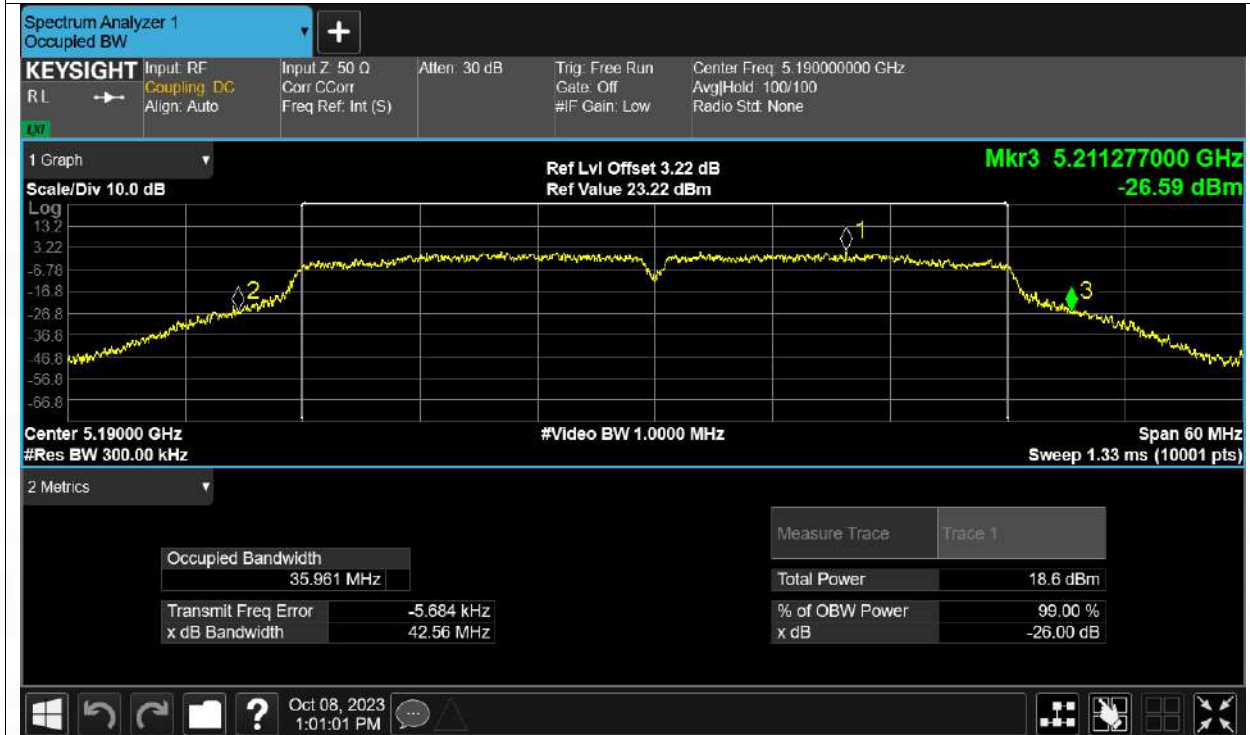 Spectrum Analyzer 1
Occupied BW
KEYSIGHT
RL
LXI
Input: RF
Coupling: DC
Align: Auto
Input Z: 50 Ω
Corr CCorr
Freq Ref: Int (S)
Atten: 30 dB
Trig: Free Run
Gate: Off
#IF Gain: Low
Center Freq: 5.190000000 GHz
Avg|Hold: 100/100
Radio Std: None
1 Graph
Scale/Div 10.0 dB
Ref Lvl Offset 3.22 dB
Ref Value 23.22 dBm
Mkr3 5.211277000 GHz
-26.59 dBm
Log
13.2
3.22
-6.78
-16.8
-26.8
-36.8
-46.8
-56.8
-66.8
1
2
3
Center 5.19000 GHz
#Res BW 300.00 kHz
#Video BW 1.0000 MHz
Span 60 MHz
Sweep 1.33 ms (10001 pts)
2 Metrics
Measure Trace
Trace 1
Occupied Bandwidth
35.961 MHz
Total Power 18.6 dBm
Transmit Freq Error -5.684 kHz
% of OBW Power 99.00 %
x dB Bandwidth 42.56 MHz
x dB -26.00 dB
?
Oct 08, 2023
1:01:01 PM